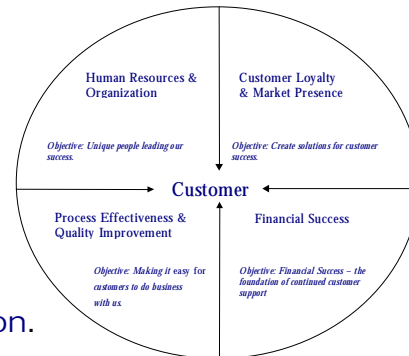 Human Resources &
Organization
Customer Loyalty
& Market Presence
Objective: Unique people leading our
success.
Objective: Create solutions for customer
success.
Customer
Process Effectiveness &
Quality Improvement
Financial Success
Objective: Making it easy for
customers to do business
with us.
Objective: Financial Success – the
foundation of continued customer
support
on.